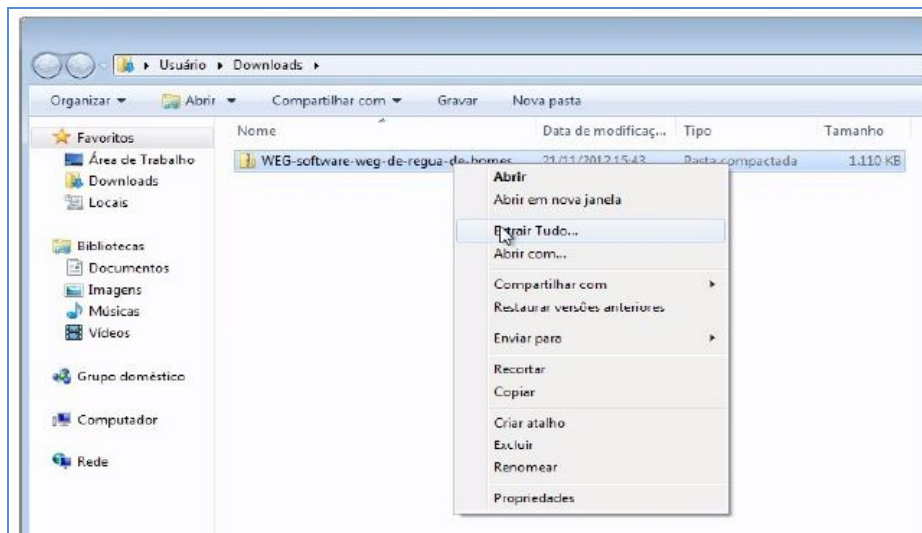 Usuário Downloads
Organizar Abrir Compartilhar com Gravar Nova pasta
Nome Data de modificaç... Tipo Tamanho
WEG-software-weg-de-regua-de-bornes 21/11/2012 15:43 Pasta compactada 1.110 KB
Favoritos
Área de Trabalho
Downloads
Locais
Bibliotecas
Documentos
Imagens
Músicas
Vídeos
Grupo doméstico
Computador
Rede
Abrir
Abrir em nova janela
Extrair Tudo...
Abrir com...
Compartilhar com
Restaurar versões anteriores
Enviar para
Recortar
Copiar
Criar atalho
Excluir
Renomear
Propriedades